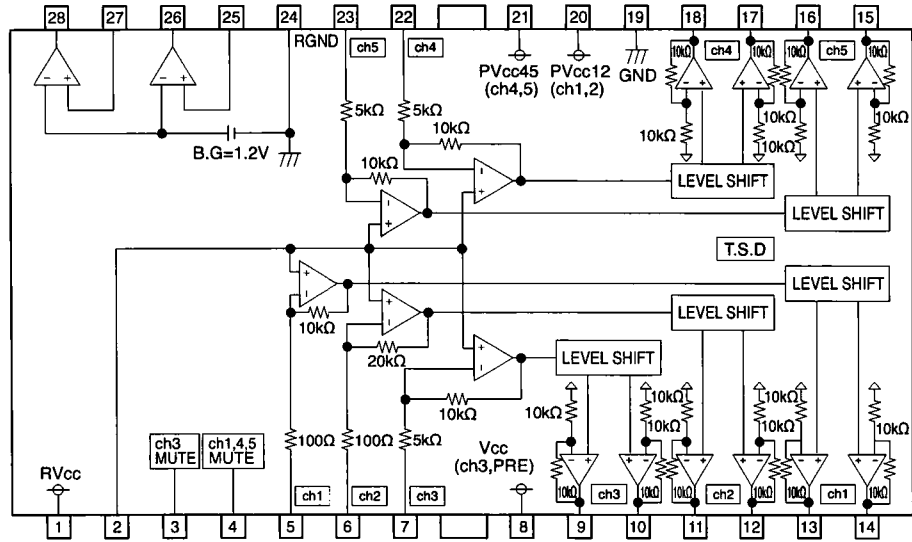 28 27 26 25 24 23 22 21 20 19 18 17 16 15
RGND ch5 ch4
PVcc45 (ch4,5)
PVcc12 (ch1,2)
GND
10kΩ ch4 10kΩ 10kΩ ch5 10kΩ
5kΩ 5kΩ
10kΩ
B.G=1.2V
10kΩ 10kΩ 10kΩ 10kΩ
10kΩ
LEVEL SHIFT
LEVEL SHIFT
T.S.D
LEVEL SHIFT
10kΩ
LEVEL SHIFT
20kΩ
LEVEL SHIFT
10kΩ
10kΩ 10kΩ 10kΩ 10kΩ 10kΩ 10kΩ
ch3 MUTE
ch1,4,5 MUTE
100Ω 100Ω 5kΩ
Vcc (ch3,PRE)
RVcc
10kΩ ch3 10kΩ 10kΩ ch2 10kΩ 10kΩ ch1 10kΩ
ch1 ch2 ch3
1 2 3 4 5 6 7 8 9 10 11 12 13 14